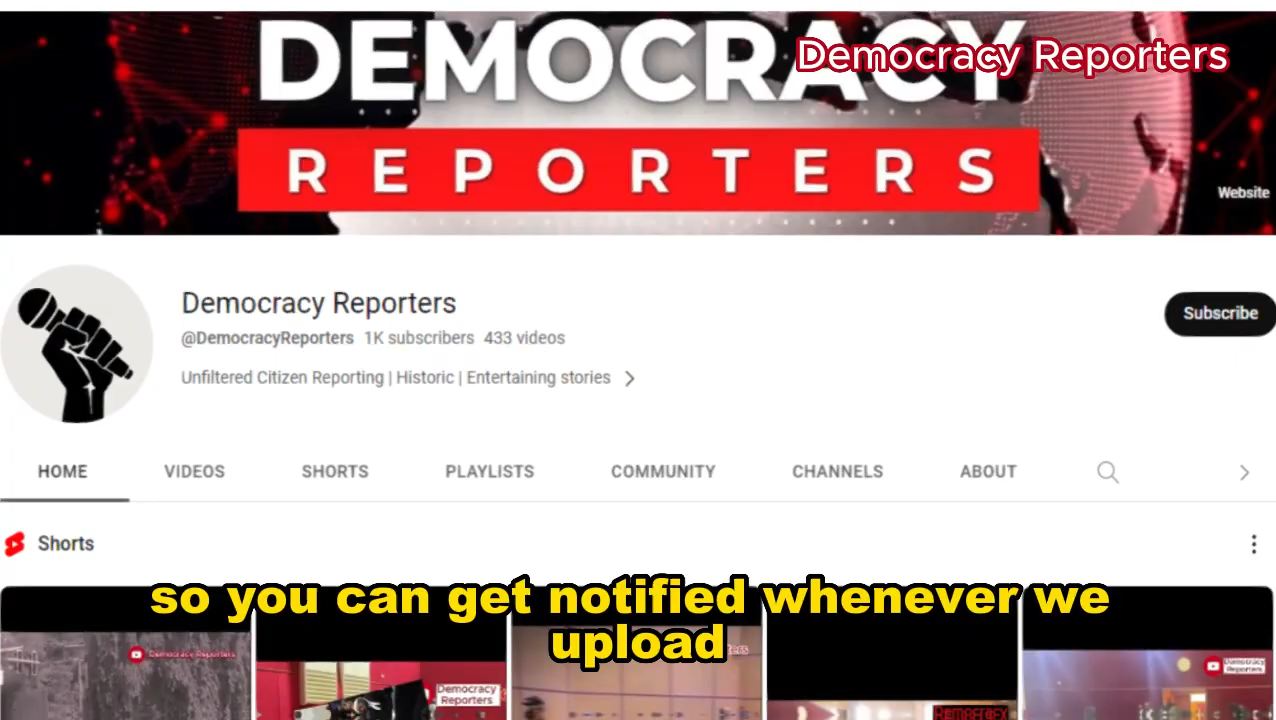 DEMOCRACY
Democracy Reporters
REPORTERS
Website
Democracy Reporters
@DemocracyReporters 1K subscribers 433 videos
Unfiltered Citizen Reporting | Historic | Entertaining stories
Subscribe
HOME VIDEOS SHORTS PLAYLISTS COMMUNITY CHANNELS ABOUT
Shorts
so you can get notified whenever we
upload
Democracy Reporters
Democracy
Reporters
Democracy
Reporters